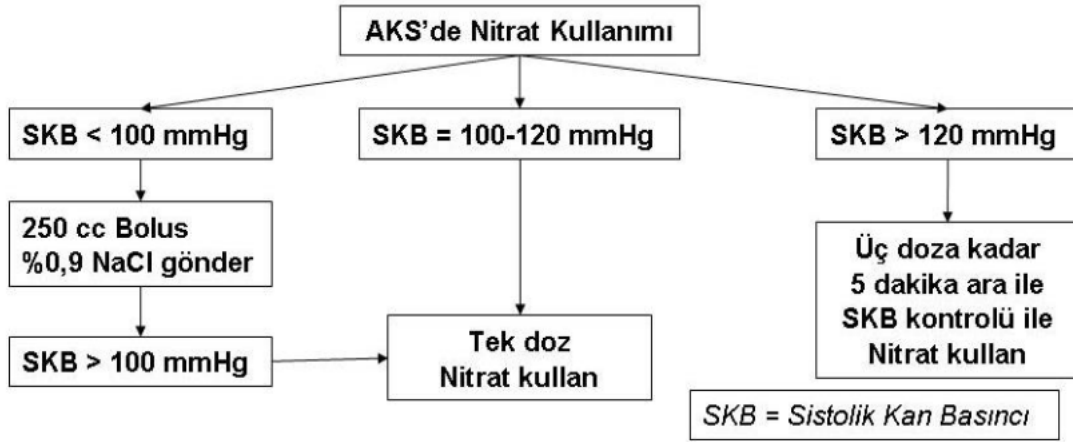 AKS'de Nitrat Kullanımı
SKB < 100 mmHg
SKB = 100-120 mmHg
SKB > 120 mmHg
250 cc Bolus
%0,9 NaCl gönder
Üç doza kadar
5 dakika ara ile
SKB kontrolü ile
Nitrat kullan
SKB > 100 mmHg
Tek doz
Nitrat kullan
SKB = Sistolik Kan Basıncı